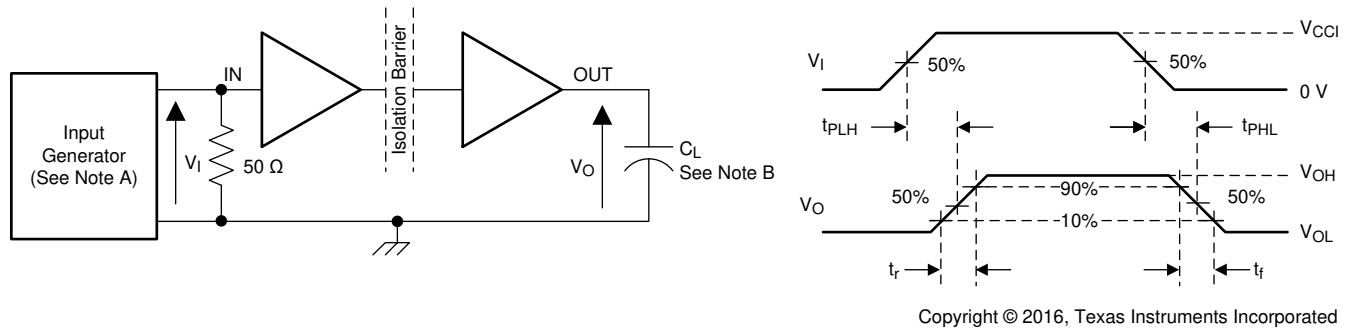 Input
Generator
(See Note A)
IN
V_I
50 Ω
Isolation Barrier
OUT
V_O
C_L
See Note B
V_I
50%
50%
V_CCI
0 V
t_PLH
t_PHL
V_O
50%
90%
50%
10%
V_OH
V_OL
t_r
t_f
Copyright © 2016, Texas Instruments Incorporated